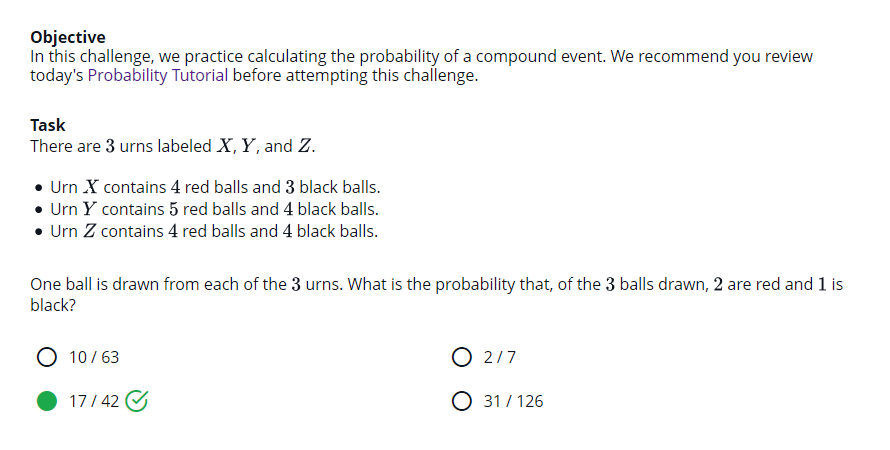 Objective
In this challenge, we practice calculating the probability of a compound event. We recommend you review
today's Probability Tutorial before attempting this challenge.
Task
There are 3 urns labeled X, Y, and Z.
• Urn X contains 4 red balls and 3 black balls.
• Urn Y contains 5 red balls and 4 black balls.
• Urn Z contains 4 red balls and 4 black balls.
One ball is drawn from each of the 3 urns. What is the probability that, of the 3 balls drawn, 2 are red and 1 is
black?
10 / 63
2 / 7
17 / 42
31 / 126